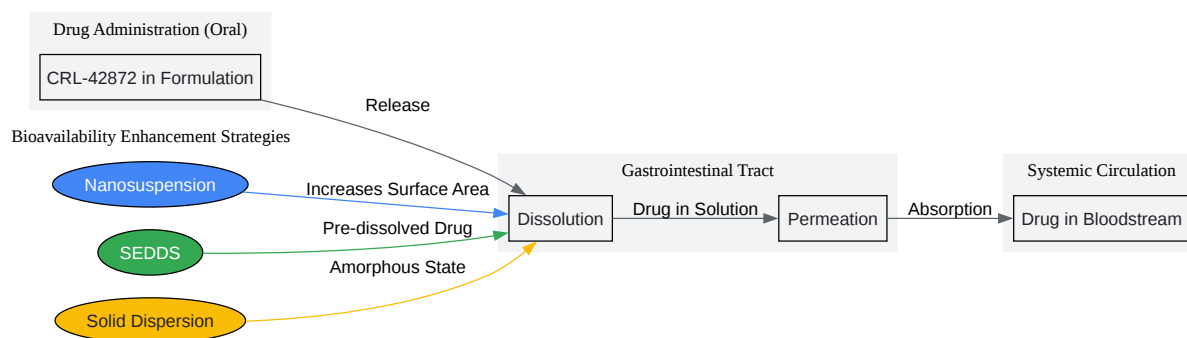 Drug Administration (Oral)
CRL-42872 in Formulation
Release
Bioavailability Enhancement Strategies
Nanosuspension
Increases Surface Area
SEDDS
Pre-dissolved Drug
Solid Dispersion
Amorphous State
Gastrointestinal Tract
Dissolution
Drug in Solution
Permeation
Absorption
Systemic Circulation
Drug in Bloodstream